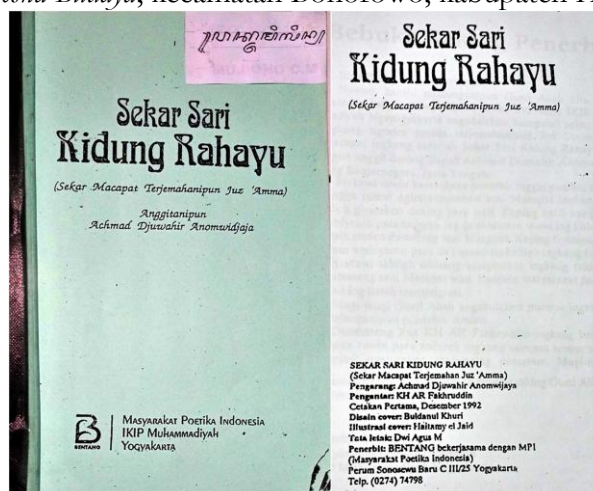 Sekar Sari
Kidung Rahayu
(Sekar Macapat Terjemahanipun Juz 'Amma)
Anggitanipun
Achmad Djuwahir Anomwidjaja
BENTANG
MASYARAKAT POETIKA INDONESIA
IKIP MUHAMMADIYAH
YOGYAKARTA
Sekar Sari
Kidung Rahayu
(Sekar Macapat Terjemahanipun Juz 'Amma)
SEKAR SARI KIDUNG RAHAYU
(Sekar Macapat Terjemahan Juz 'Amma)
Pengarang: Achmad Djuwahir Anomwijaya
Pengantar: KH AR Fakhruddin
Cetakan Pertama, Desember 1992
Disain cover: Buldanul Khuri
Illustrasi cover: Haitamy el Jaid
Tata letak: Dwi Agus M
Penerbit: BENTANG bekerjasama dengan MPI
(Masyarakat Poetika Indonesia)
Perum Sonosewu Baru C III/25 Yogyakarta
Telp. (0274) 74798